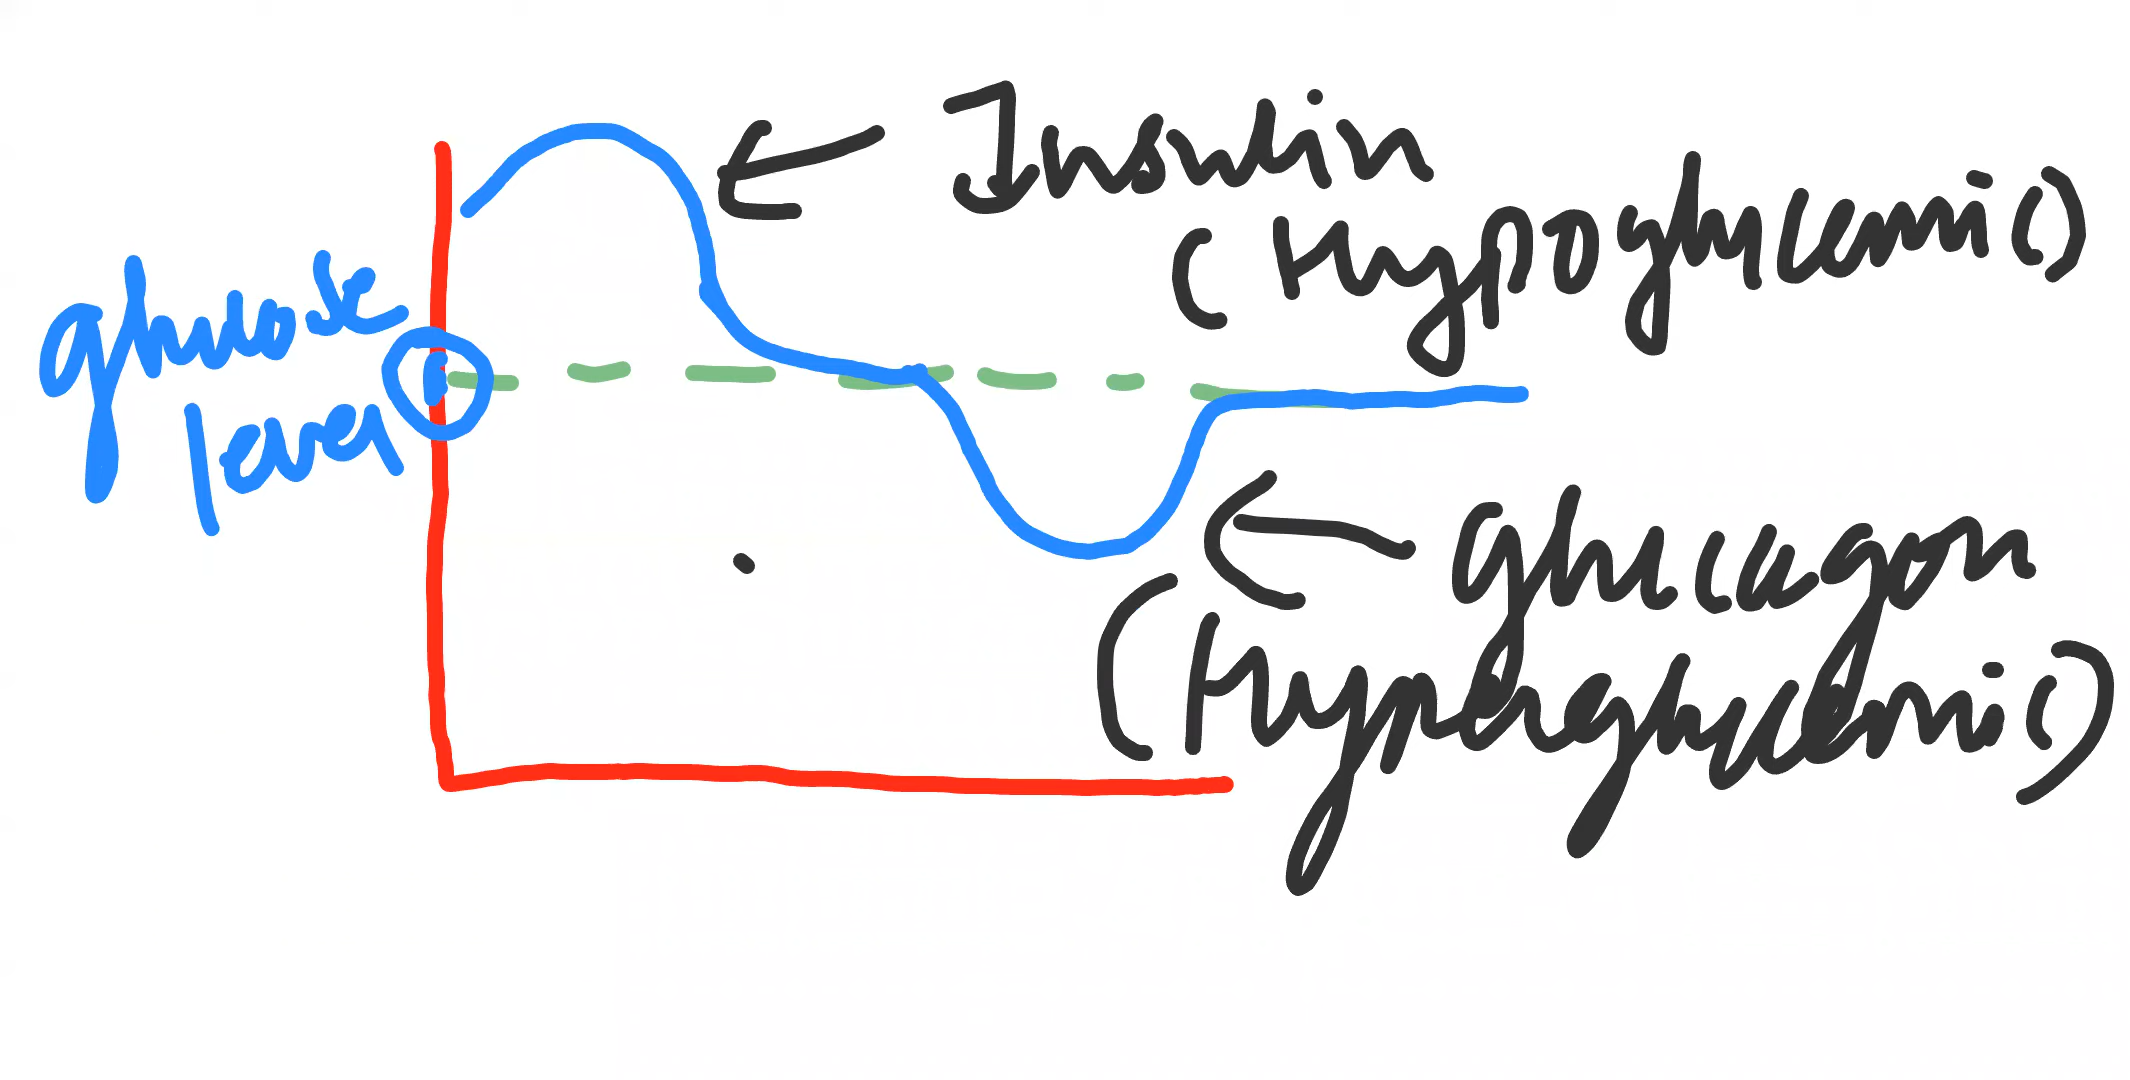 Insulin
(Hypoglycemic)
glucose
level
glucagon
(Hyperglycemic)